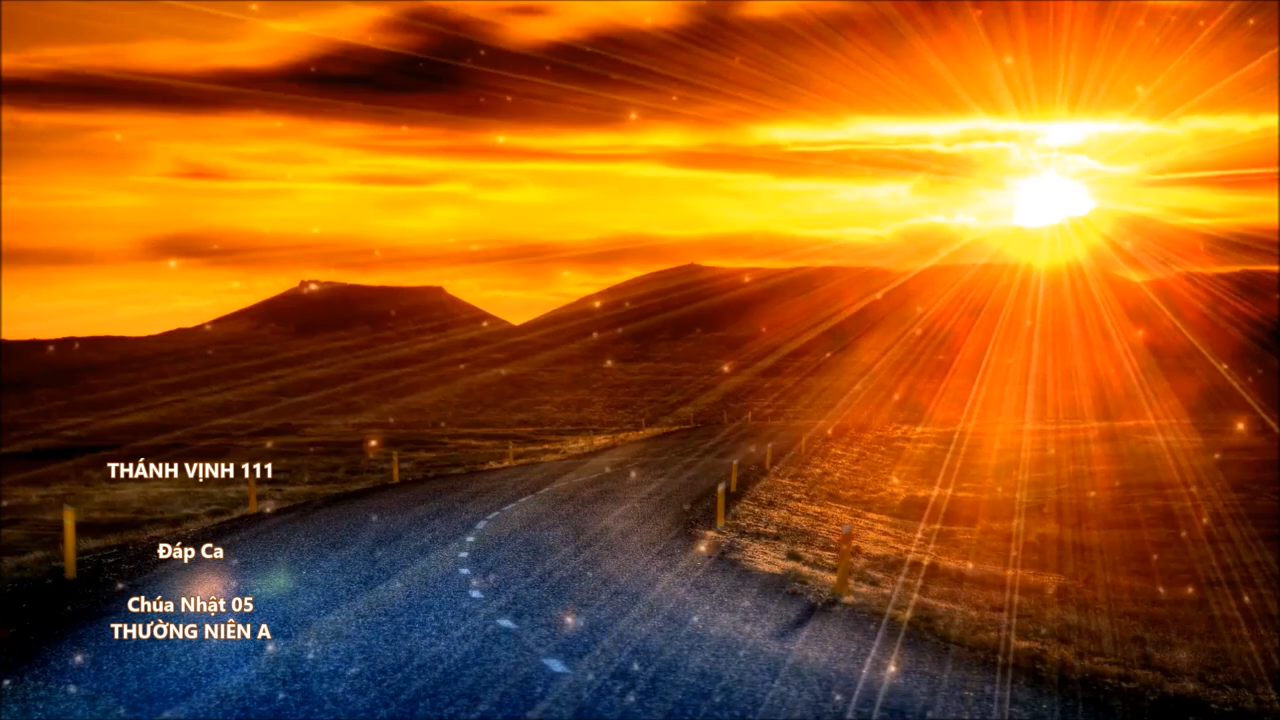 THÁNH VỊNH 111
Đáp Ca
Chúa Nhật 05
THƯỜNG NIÊN A